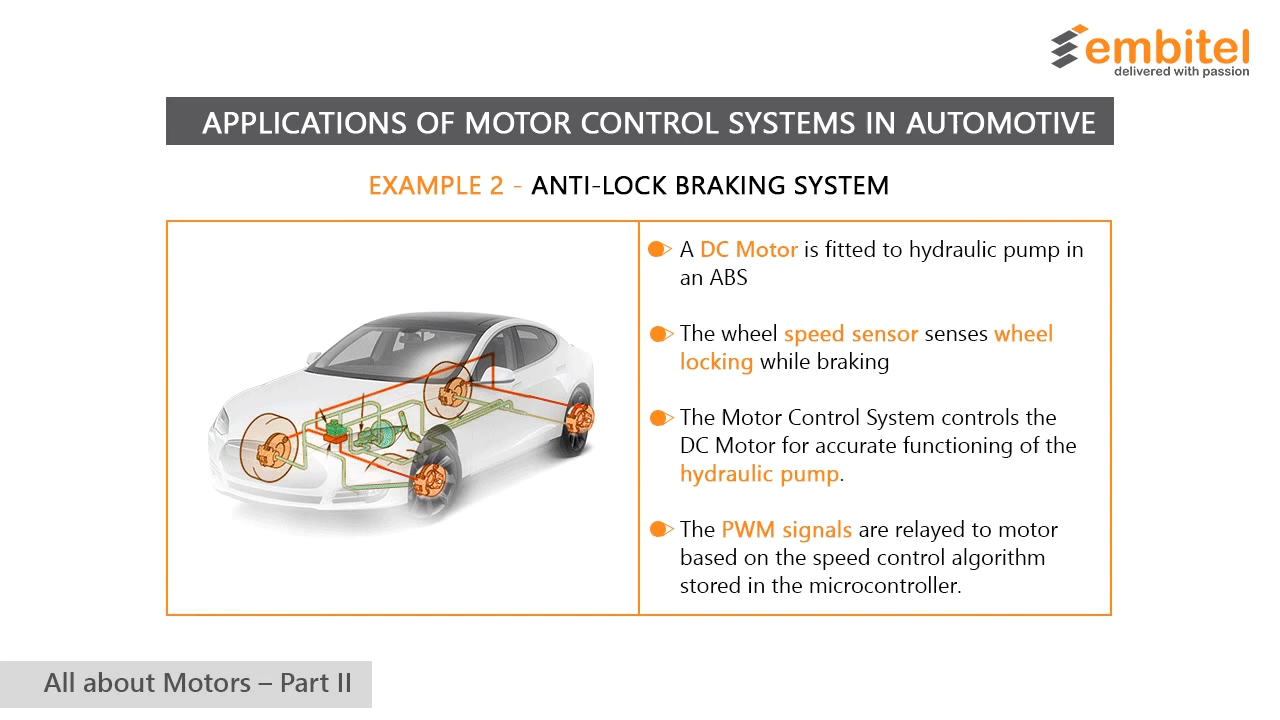 embitel
delivered with passion
APPLICATIONS OF MOTOR CONTROL SYSTEMS IN AUTOMOTIVE
EXAMPLE 2 - ANTI-LOCK BRAKING SYSTEM
A DC Motor is fitted to hydraulic pump in
an ABS
The wheel speed sensor senses wheel
locking while braking
The Motor Control System controls the
DC Motor for accurate functioning of the
hydraulic pump.
The PWM signals are relayed to motor
based on the speed control algorithm
stored in the microcontroller.
All about Motors – Part II